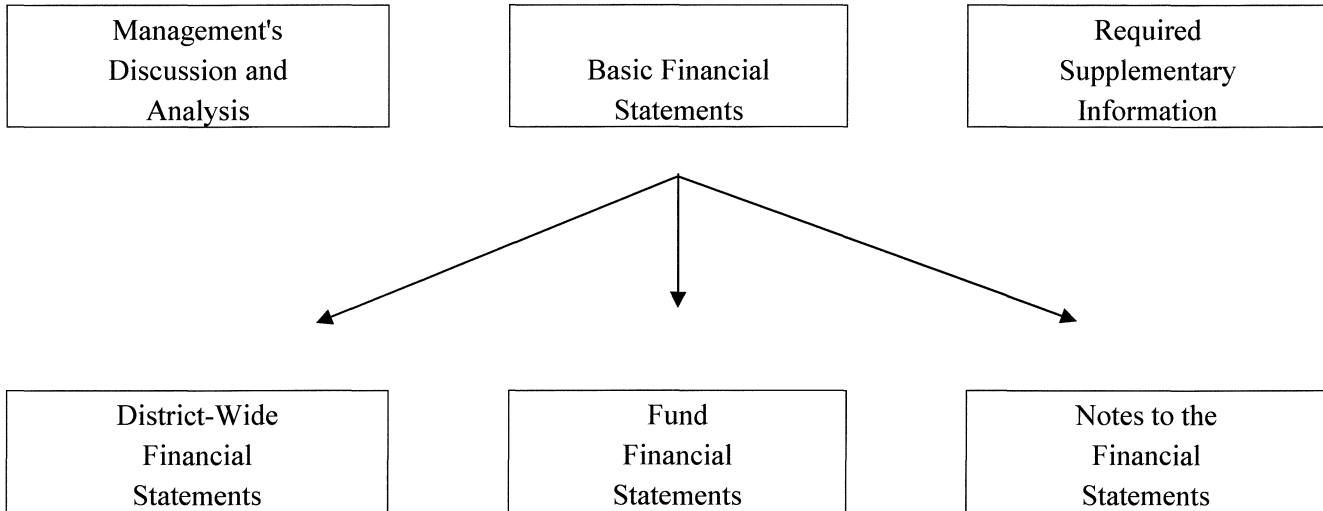 Management's
Discussion and
Analysis
Basic Financial
Statements
Required
Supplementary
Information
District-Wide
Financial
Statements
Fund
Financial
Statements
Notes to the
Financial
Statements